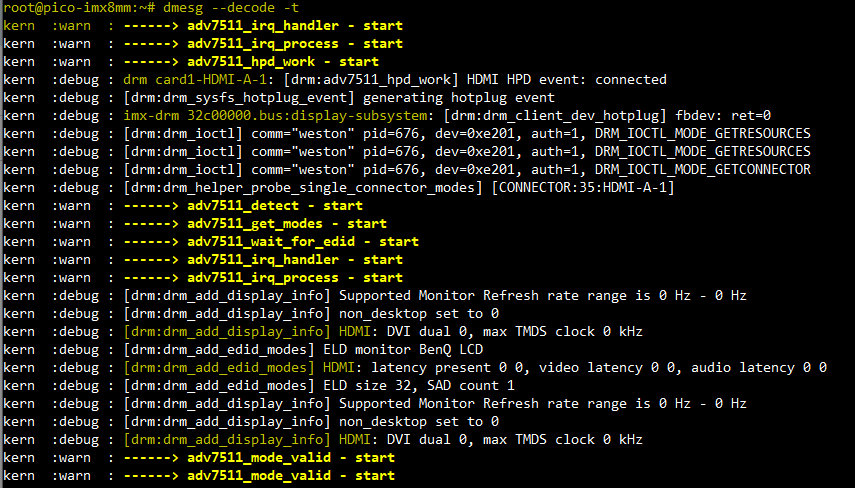 root@pico-imx8mm:~# dmesg --decode -t
kern  :warn  : ------> adv7511_irq_handler - start
kern  :warn  : ------> adv7511_irq_process - start
kern  :warn  : ------> adv7511_hpd_work - start
kern  :debug : drm card1-HDMI-A-1: [drm:adv7511_hpd_work] HDMI HPD event: connected
kern  :debug : [drm:drm_sysfs_hotplug_event] generating hotplug event
kern  :debug : imx-drm 32c00000.bus:display-subsystem: [drm:drm_client_dev_hotplug] fbdev: ret=0
kern  :debug : [drm:drm_ioctl] comm="weston" pid=676, dev=0xe201, auth=1, DRM_IOCTL_MODE_GETRESOURCES
kern  :debug : [drm:drm_ioctl] comm="weston" pid=676, dev=0xe201, auth=1, DRM_IOCTL_MODE_GETRESOURCES
kern  :debug : [drm:drm_ioctl] comm="weston" pid=676, dev=0xe201, auth=1, DRM_IOCTL_MODE_GETCONNECTOR
kern  :debug : [drm:drm_helper_probe_single_connector_modes] [CONNECTOR:35:HDMI-A-1]
kern  :warn  : ------> adv7511_detect - start
kern  :warn  : ------> adv7511_get_modes - start
kern  :warn  : ------> adv7511_wait_for_edid - start
kern  :warn  : ------> adv7511_irq_handler - start
kern  :warn  : ------> adv7511_irq_process - start
kern  :debug : [drm:drm_add_display_info] Supported Monitor Refresh rate range is 0 Hz - 0 Hz
kern  :debug : [drm:drm_add_display_info] non_desktop set to 0
kern  :debug : [drm:drm_add_display_info] HDMI: DVI dual 0, max TMDS clock 0 kHz
kern  :debug : [drm:drm_add_edid_modes] ELD monitor BenQ LCD
kern  :debug : [drm:drm_add_edid_modes] HDMI: latency present 0 0, video latency 0 0, audio latency 0 0
kern  :debug : [drm:drm_add_edid_modes] ELD size 32, SAD count 1
kern  :debug : [drm:drm_add_display_info] Supported Monitor Refresh rate range is 0 Hz - 0 Hz
kern  :debug : [drm:drm_add_display_info] non_desktop set to 0
kern  :debug : [drm:drm_add_display_info] HDMI: DVI dual 0, max TMDS clock 0 kHz
kern  :warn  : ------> adv7511_mode_valid - start
kern  :warn  : ------> adv7511_mode_valid - start